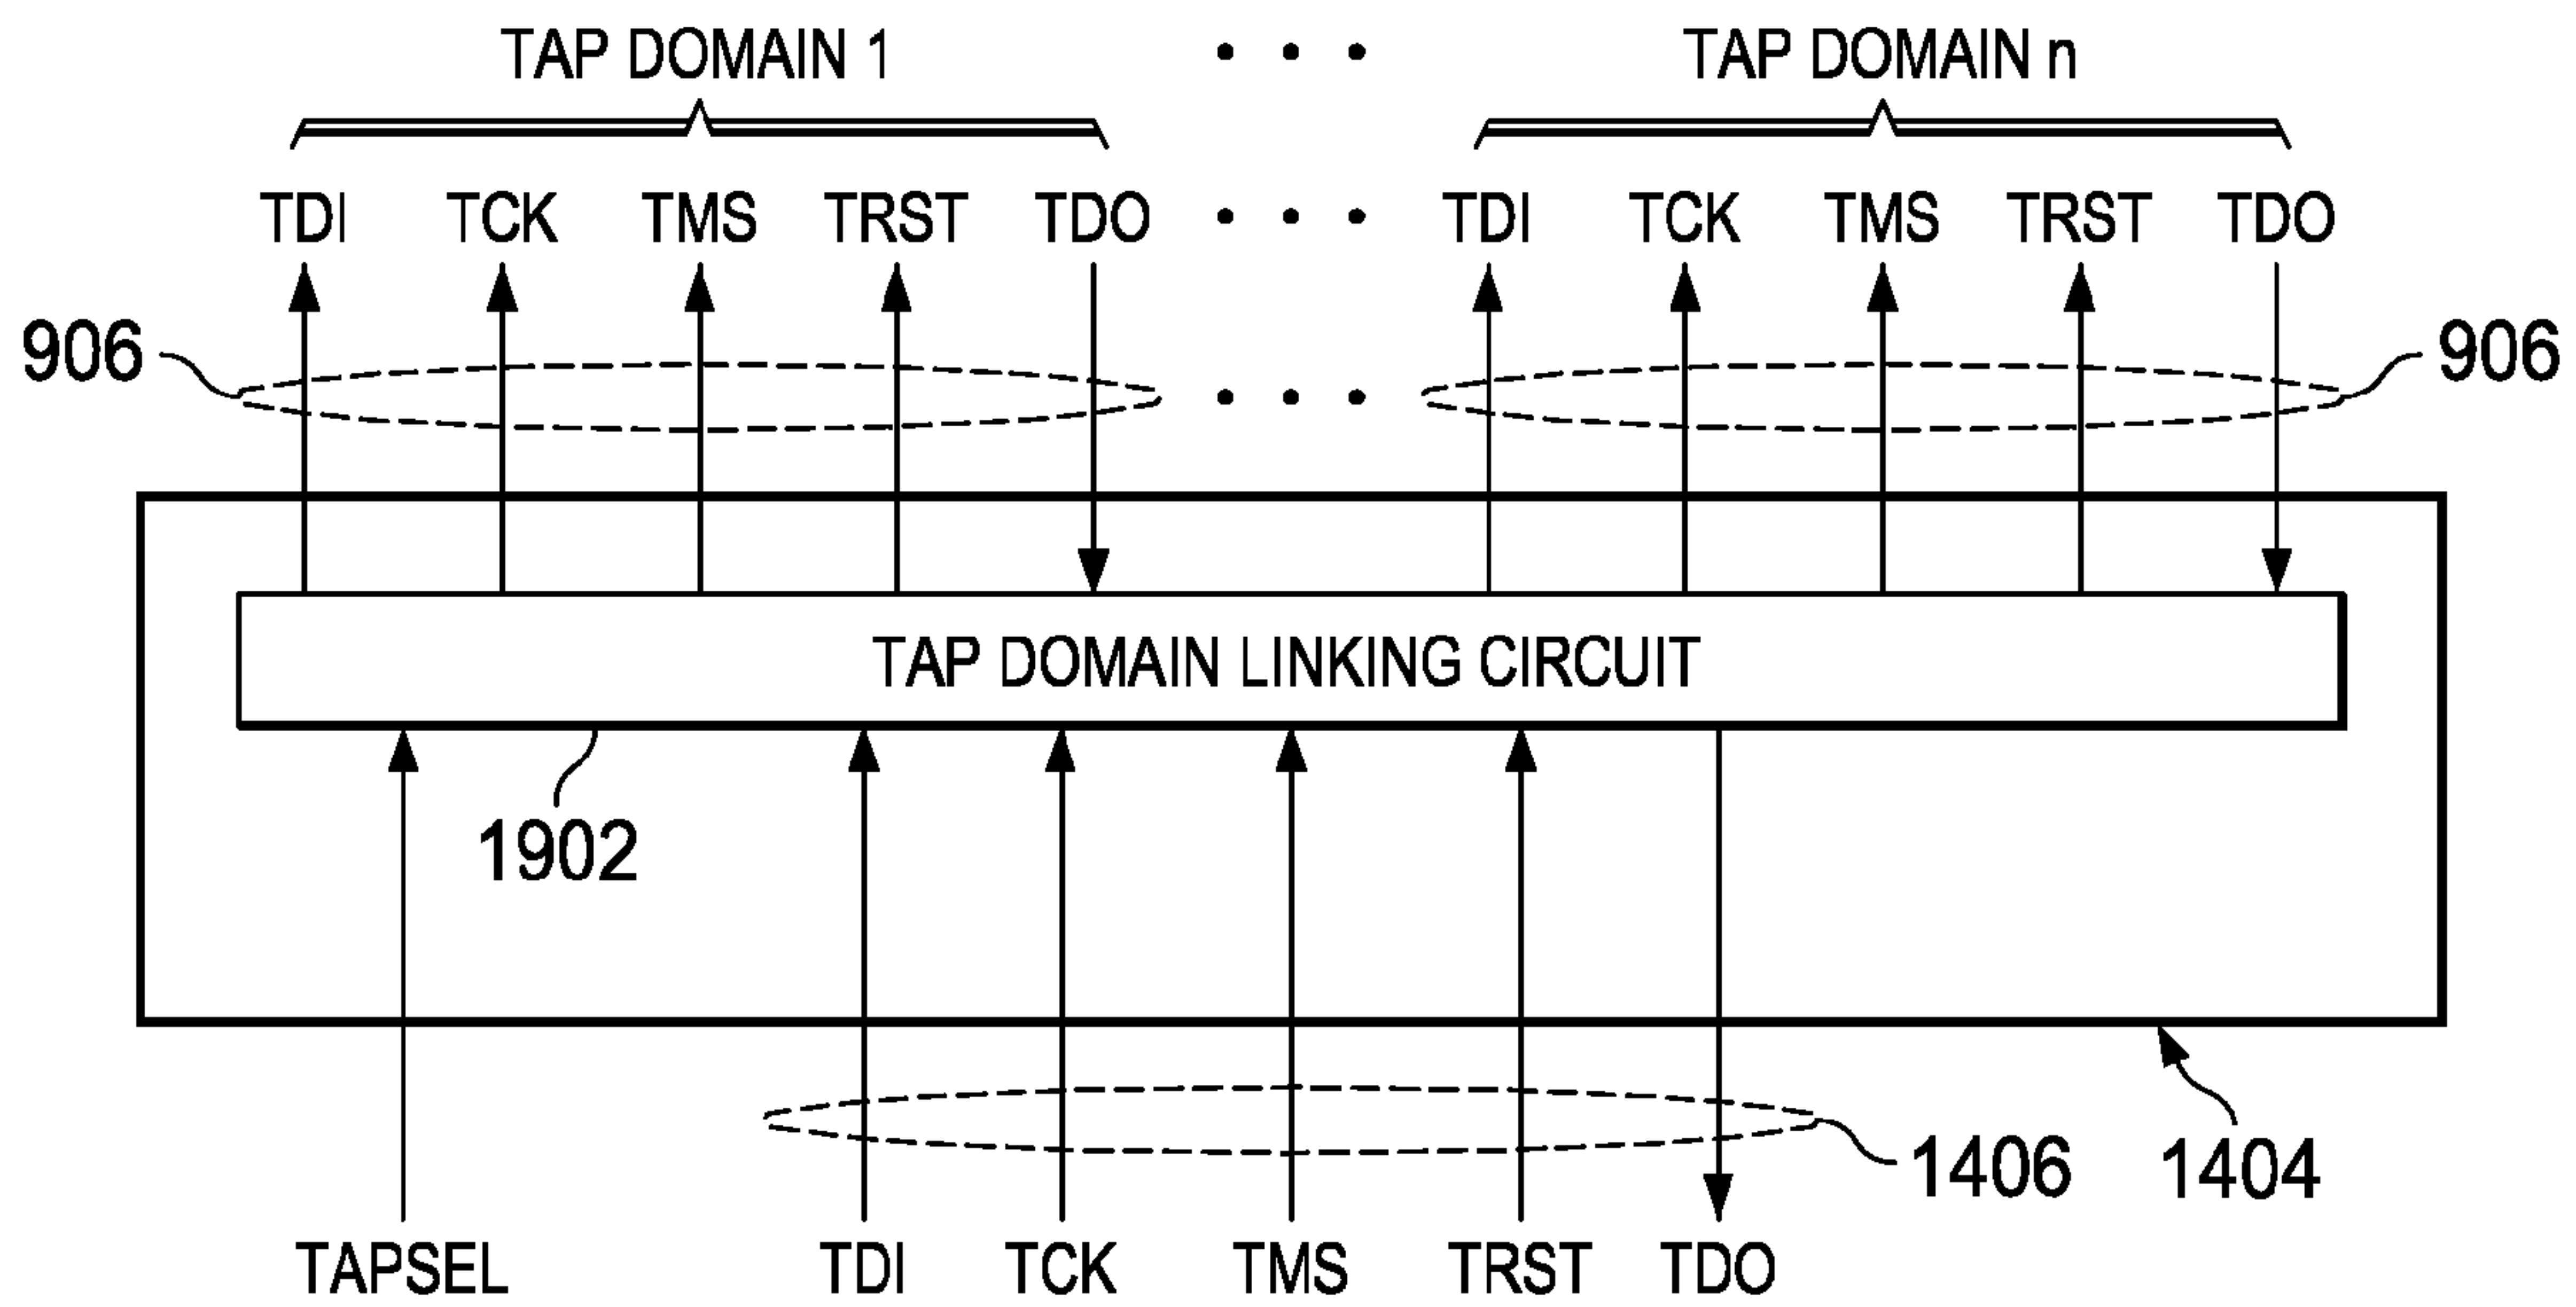 TAP DOMAIN 1 • • • TAP DOMAIN n
TDI TCK TMS TRST TDO • • • TDI TCK TMS TRST TDO
906 • • • 906
TAP DOMAIN LINKING CIRCUIT
1902
1406 1404
TAPSEL TDI TCK TMS TRST TDO